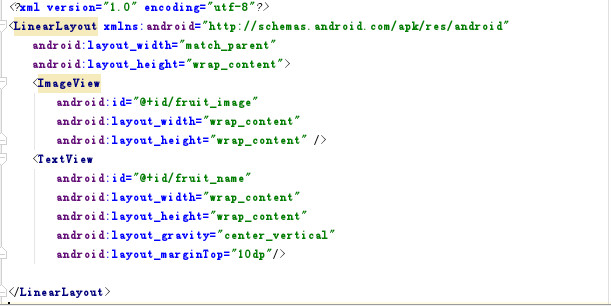 <?xml version="1.0" encoding="utf-8"?>
<LinearLayout xmlns:android="http://schemas.android.com/apk/res/android"
    android:layout_width="match_parent"
    android:layout_height="wrap_content">
    <ImageView
        android:id="@+id/fruit_image"
        android:layout_width="wrap_content"
        android:layout_height="wrap_content" />
    <TextView
        android:id="@+id/fruit_name"
        android:layout_width="wrap_content"
        android:layout_height="wrap_content"
        android:layout_gravity="center_vertical"
        android:layout_marginTop="10dp"/>
</LinearLayout>